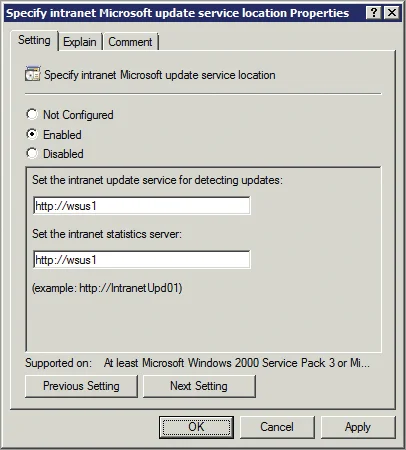 Specify intranet Microsoft update service location Properties
Setting Explain Comment
Specify intranet Microsoft update service location
Not Configured
Enabled
Disabled
Set the intranet update service for detecting updates:
http://wsus1
Set the intranet statistics server:
http://wsus1
(example: http://IntranetUpd01)
Supported on: At least Microsoft Windows 2000 Service Pack 3 or Mi...
Previous Setting Next Setting
OK Cancel Apply